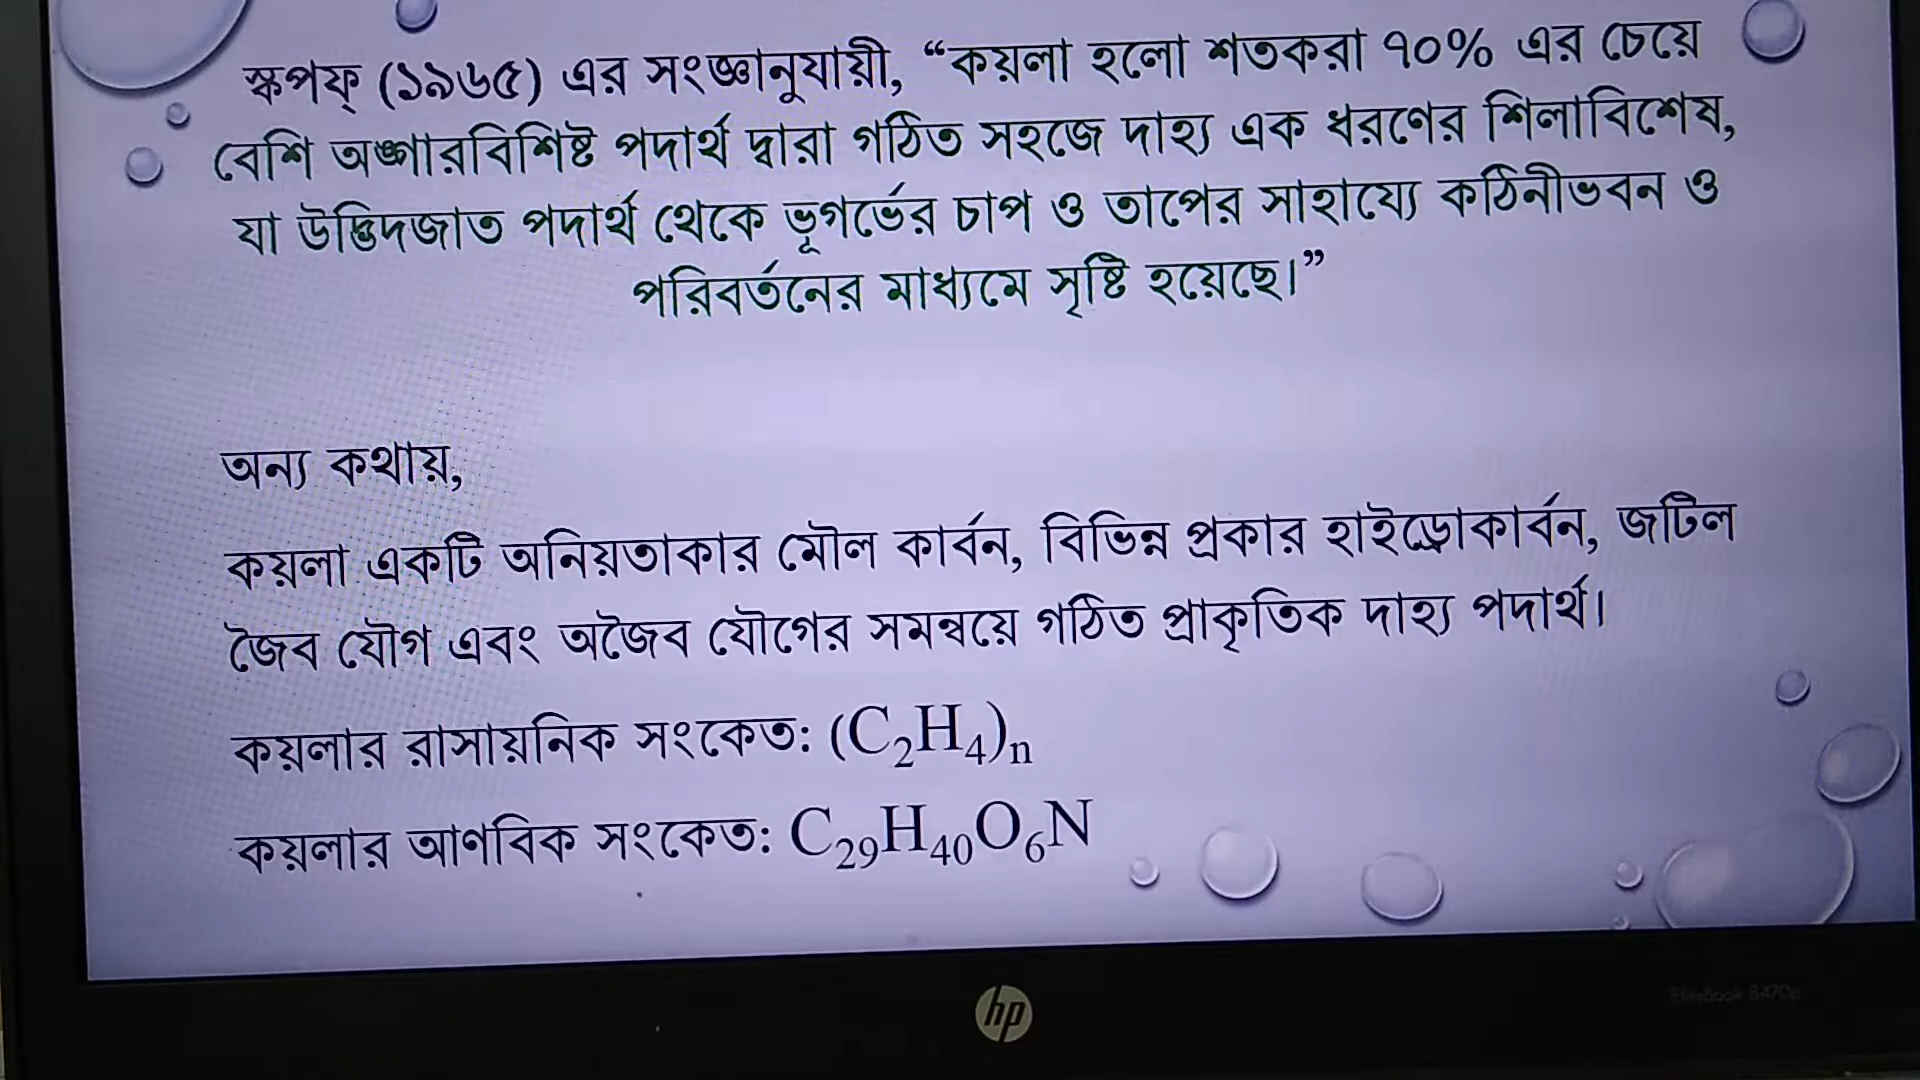 স্কপফ্ (১৯৬৫) এর সংজ্ঞানুযায়ী, “কয়লা হলো শতকরা ৭০% এর চেয়ে
বেশি অঙ্গারবিশিষ্ট পদার্থ দ্বারা গঠিত সহজে দাহ্য এক ধরণের শিলাবিশেষ,
যা উদ্ভিদজাত পদার্থ থেকে ভূগর্ভের চাপ ও তাপের সাহায্যে কঠিনীভবন ও
পরিবর্তনের মাধ্যমে সৃষ্টি হয়েছে।”
অন্য কথায়,
কয়লা একটি অনিয়তাকার মৌল কার্বন, বিভিন্ন প্রকার হাইড্রোকার্বন, জটিল
জৈব যৌগ এবং অজৈব যৌগের সমন্বয়ে গঠিত প্রাকৃতিক দাহ্য পদার্থ।
কয়লার রাসায়নিক সংকেত: (C₂H₄)ₙ
কয়লার আণবিক সংকেত: C₂₉H₄₀O₆N
hp
EliteBook 8470p